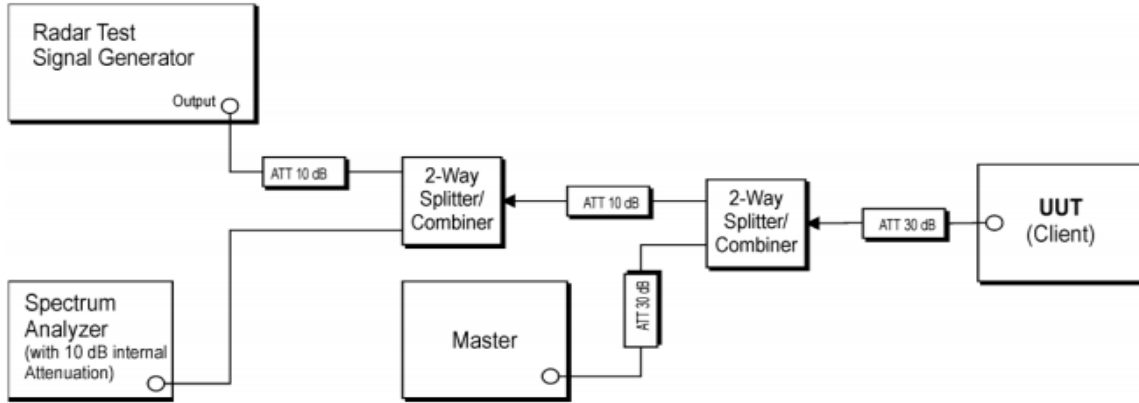 Radar Test
Signal Generator
Output
ATT 10 dB
2-Way
Splitter/
Combiner
ATT 10 dB
2-Way
Splitter/
Combiner
ATT 30 dB
UUT
(Client)
Spectrum
Analyzer
(with 10 dB internal
Attenuation)
Master
ATT 30 dB